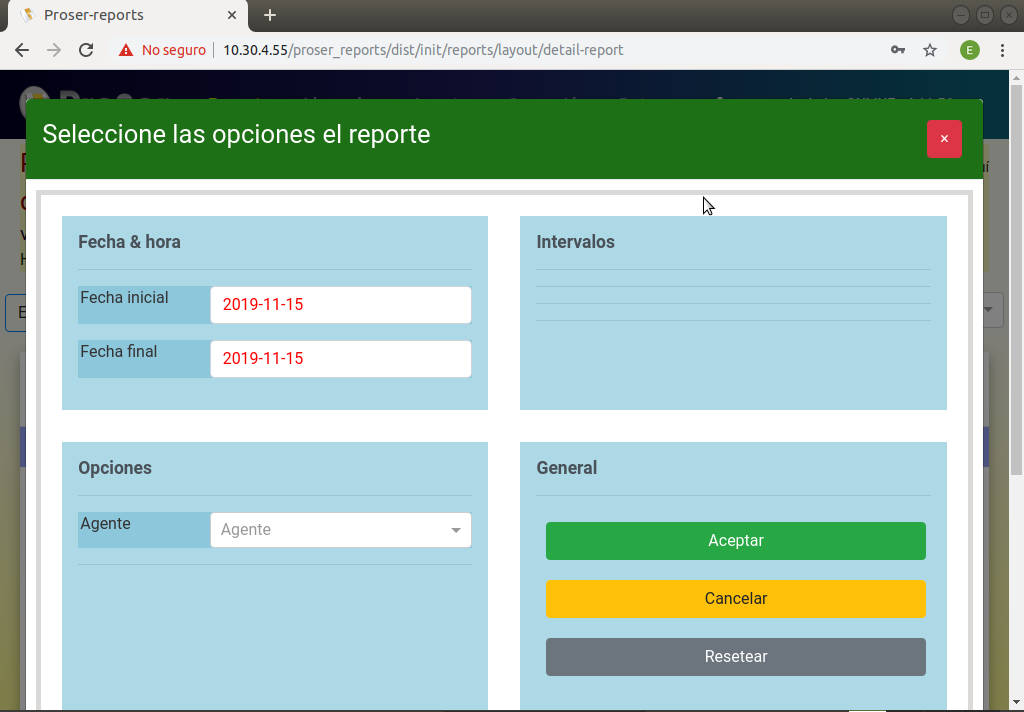 Proser-reports
No seguro
10.30.4.55/proser_reports/dist/init/reports/layout/detail-report
E
Seleccione las opciones el reporte
×
Fecha & hora
Fecha inicial
2019-11-15
Fecha final
2019-11-15
Intervalos
Opciones
Agente
Agente
General
Aceptar
Cancelar
Resetear